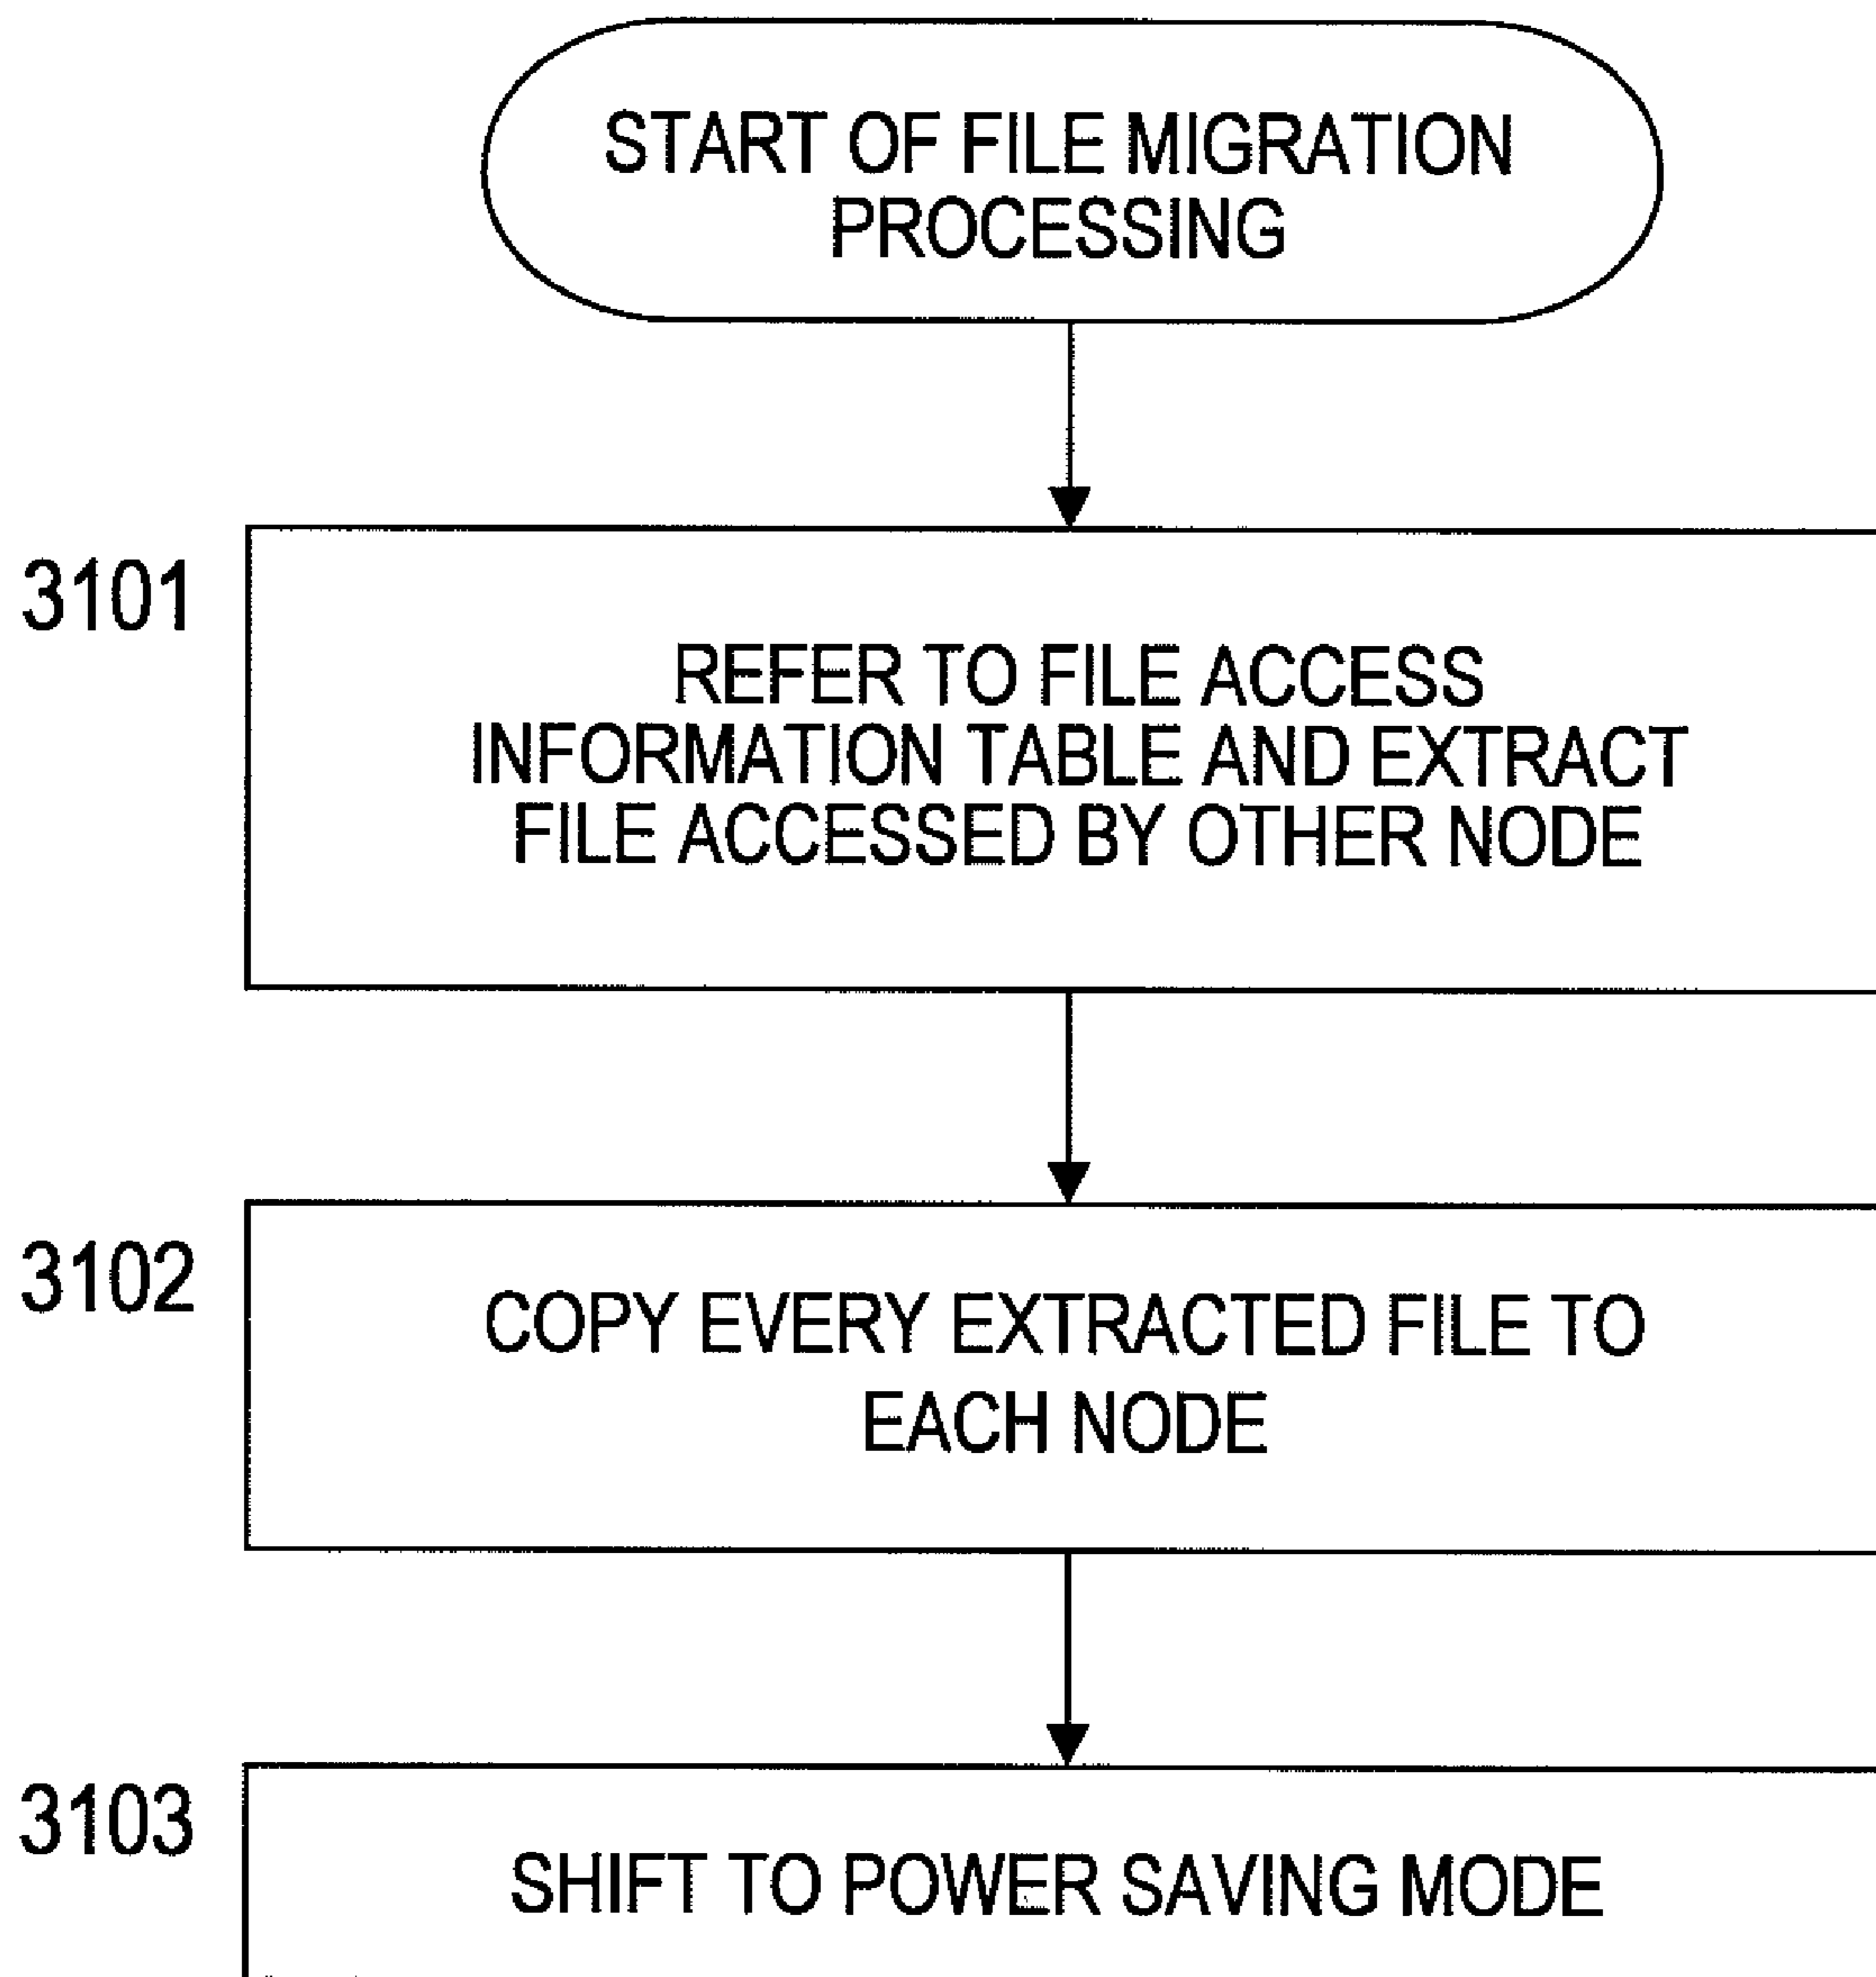 START OF FILE MIGRATION
PROCESSING
3101
REFER TO FILE ACCESS
INFORMATION TABLE AND EXTRACT
FILE ACCESSED BY OTHER NODE
3102
COPY EVERY EXTRACTED FILE TO
EACH NODE
3103
SHIFT TO POWER SAVING MODE